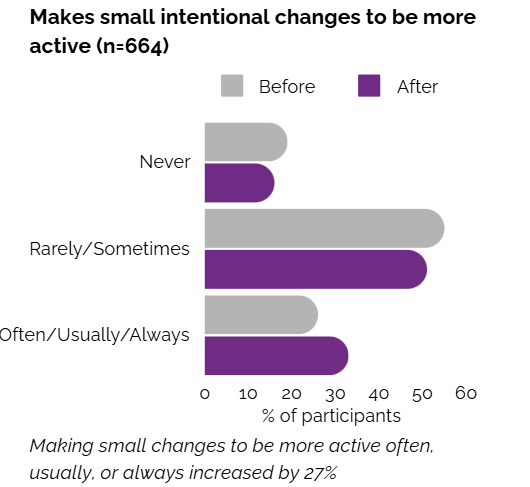 Makes small intentional changes to be more
active (n=664)
Before After
Never
Rarely/Sometimes
Often/Usually/Always
0 10 20 30 40 50 60
% of participants
Making small changes to be more active often,
usually, or always increased by 27%